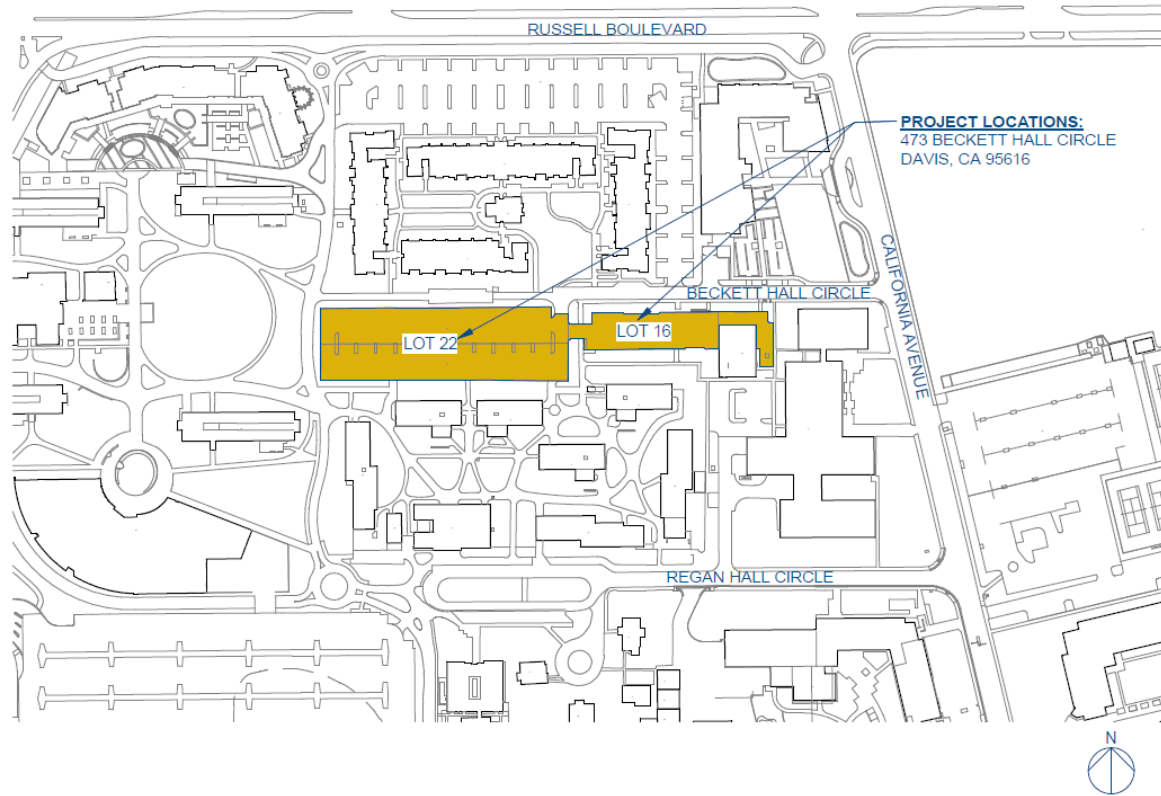 RUSSELL BOULEVARD
PROJECT LOCATIONS:
473 BECKETT HALL CIRCLE
DAVIS, CA 95616
CALIFORNIA AVENUE
BECKETT HALL CIRCLE
LOT 22
LOT 16
REGAN HALL CIRCLE
N